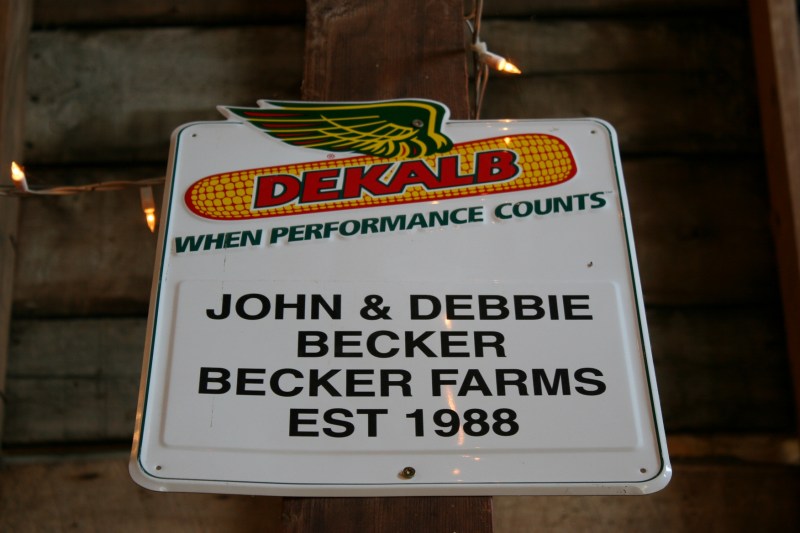 DEKALB
WHEN PERFORMANCE COUNTS
JOHN & DEBBIE
BECKER
BECKER FARMS
EST 1988